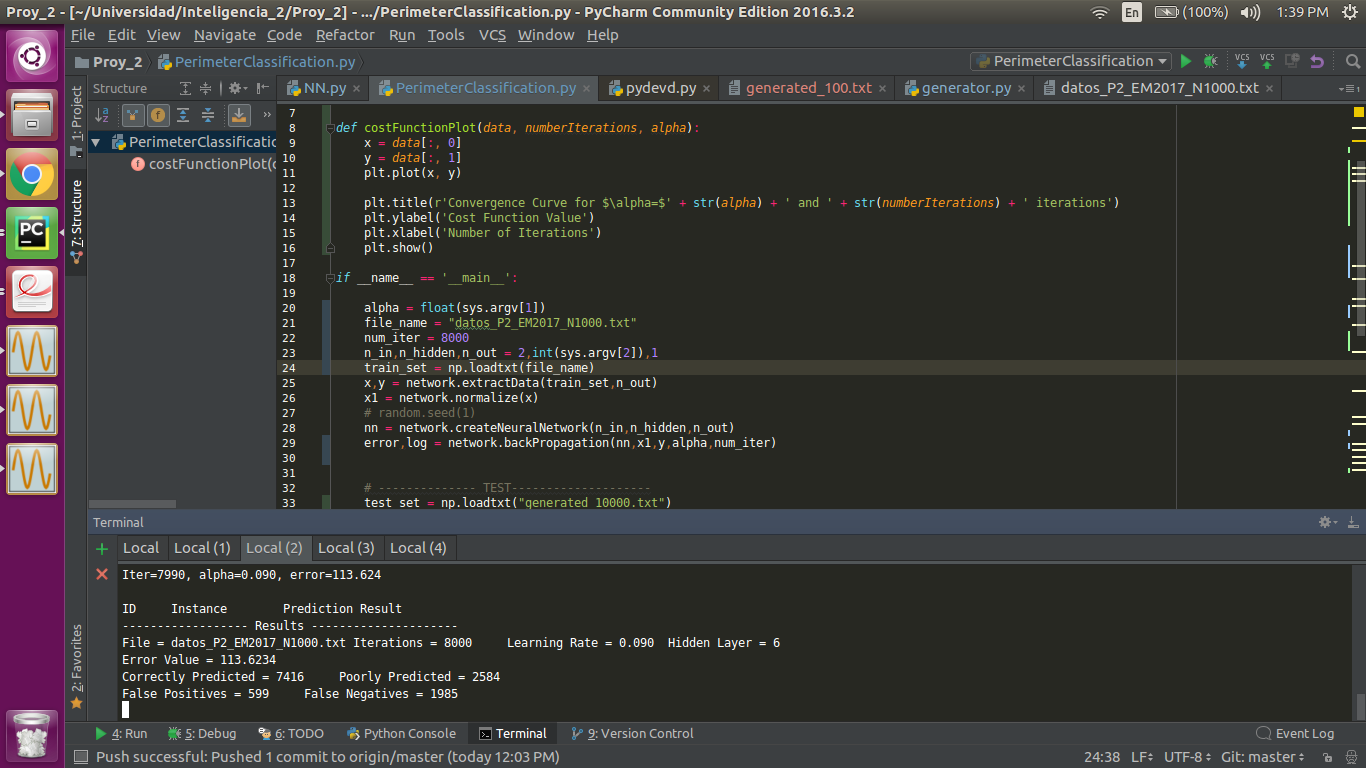 Proy_2 - [~/Universidad/Inteligencia_2/Proy_2] - .../PerimeterClassification.py - PyCharm Community Edition 2016.3.2
En
(100%)
1:39 PM
File Edit View Navigate Code Refactor Run Tools VCS Window Help
Proy_2 PerimeterClassification.py
PerimeterClassification
VCS VCS
Structure
NN.py PerimeterClassification.py pydevd.py generated_100.txt generator.py datos_P2_EM2017_N1000.txt
1: Project
7: Structure
2: Favorites
PerimeterClassificatio
costFunctionPlot(
7
8 def costFunctionPlot(data, numberIterations, alpha):
9 x = data[:, 0]
10 y = data[:, 1]
11 plt.plot(x, y)
12
13 plt.title(r'Convergence Curve for $\alpha=$' + str(alpha) + ' and ' + str(numberIterations) + ' iterations')
14 plt.ylabel('Cost Function Value')
15 plt.xlabel('Number of Iterations')
16 plt.show()
17
18 if __name__ == '__main__':
19
20 alpha = float(sys.argv[1])
21 file_name = "datos_P2_EM2017_N1000.txt"
22 num_iter = 8000
23 n_in,n_hidden,n_out = 2,int(sys.argv[2]),1
24 train_set = np.loadtxt(file_name)
25 x,y = network.extractData(train_set,n_out)
26 x1 = network.normalize(x)
27 # random.seed(1)
28 nn = network.createNeuralNetwork(n_in,n_hidden,n_out)
29 error,log = network.backPropagation(nn,x1,y,alpha,num_iter)
30
31
32 # -------------- TEST--------------------
33 test_set = np.loadtxt("generated_10000.txt")
Terminal
Local Local (1) Local (2) Local (3) Local (4)
Iter=7990, alpha=0.090, error=113.624
ID Instance Prediction Result
------------------ Results ---------------------
File = datos_P2_EM2017_N1000.txt Iterations = 8000 Learning Rate = 0.090 Hidden Layer = 6
Error Value = 113.6234
Correctly Predicted = 7416 Poorly Predicted = 2584
False Positives = 599 False Negatives = 1985
4: Run 5: Debug 6: TODO Python Console Terminal 9: Version Control Event Log
Push successful: Pushed 1 commit to origin/master (today 12:03 PM)
24:38 LF UTF-8 Git: master